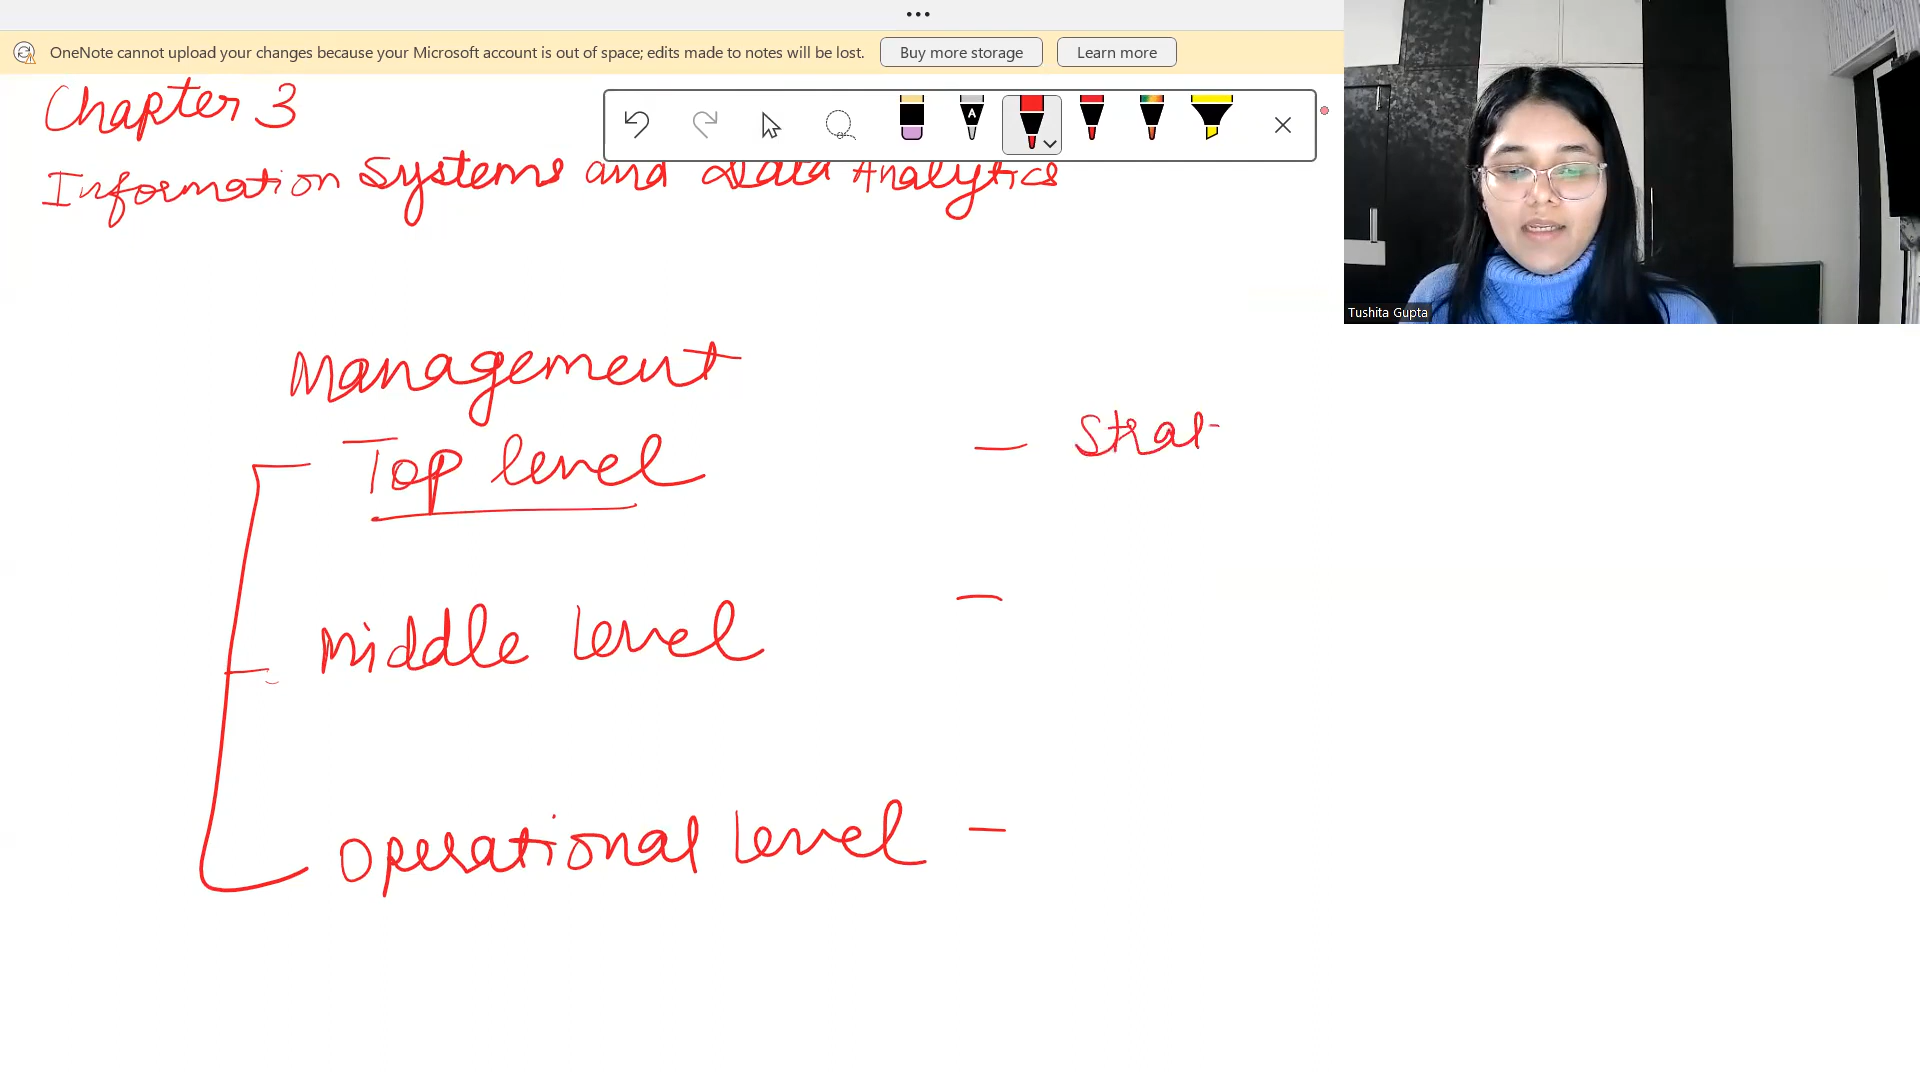 OneNote cannot upload your changes because your Microsoft account is out of space; edits made to notes will be lost. Buy more storage Learn more
Chapter 3
A
Information Systems and Data Analytics
Tushita Gupta
Management
Top level — Strat
Middle level —
Operational level —